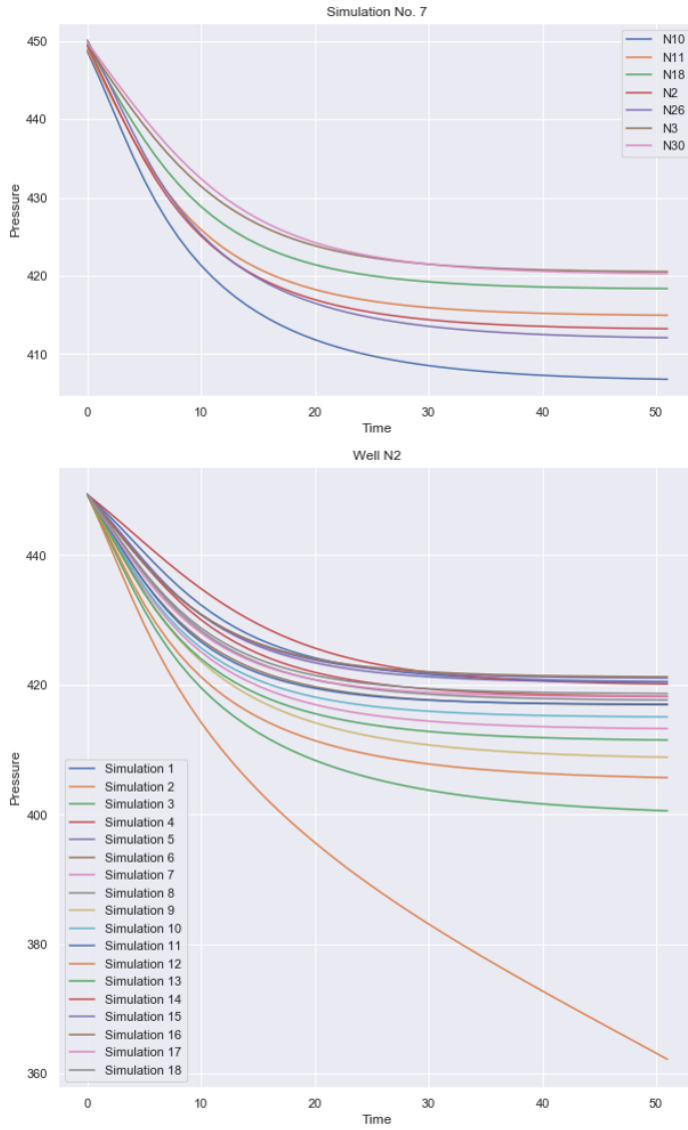 Simulation No. 7
450
440
430
420
410
Pressure
N10
N11
N18
N2
N26
N3
N30
0 10 20 30 40 50
Time
Well N2
440
420
400
380
360
Pressure
Simulation 1
Simulation 2
Simulation 3
Simulation 4
Simulation 5
Simulation 6
Simulation 7
Simulation 8
Simulation 9
Simulation 10
Simulation 11
Simulation 12
Simulation 13
Simulation 14
Simulation 15
Simulation 16
Simulation 17
Simulation 18
0 10 20 30 40 50
Time